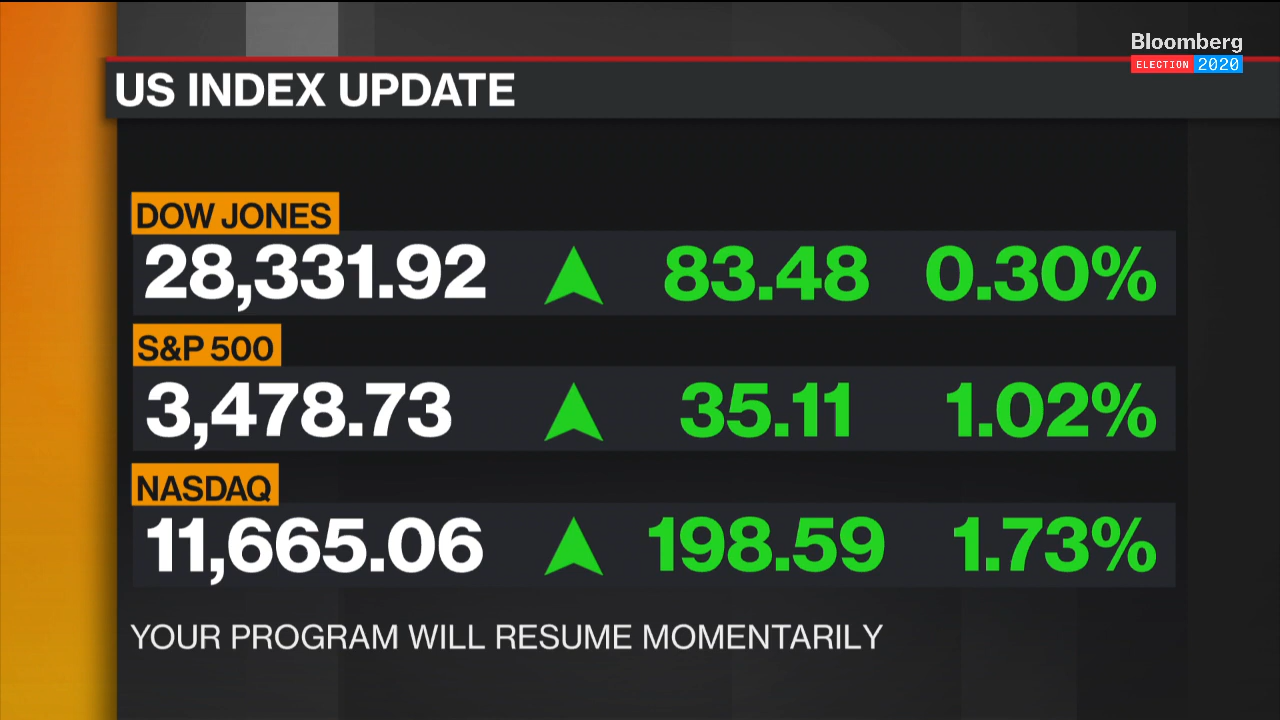 Bloomberg
ELECTION 2020
US INDEX UPDATE
DOW JONES
28,331.92 ▲ 83.48 0.30%
S&P 500
3,478.73 ▲ 35.11 1.02%
NASDAQ
11,665.06 ▲ 198.59 1.73%
YOUR PROGRAM WILL RESUME MOMENTARILY